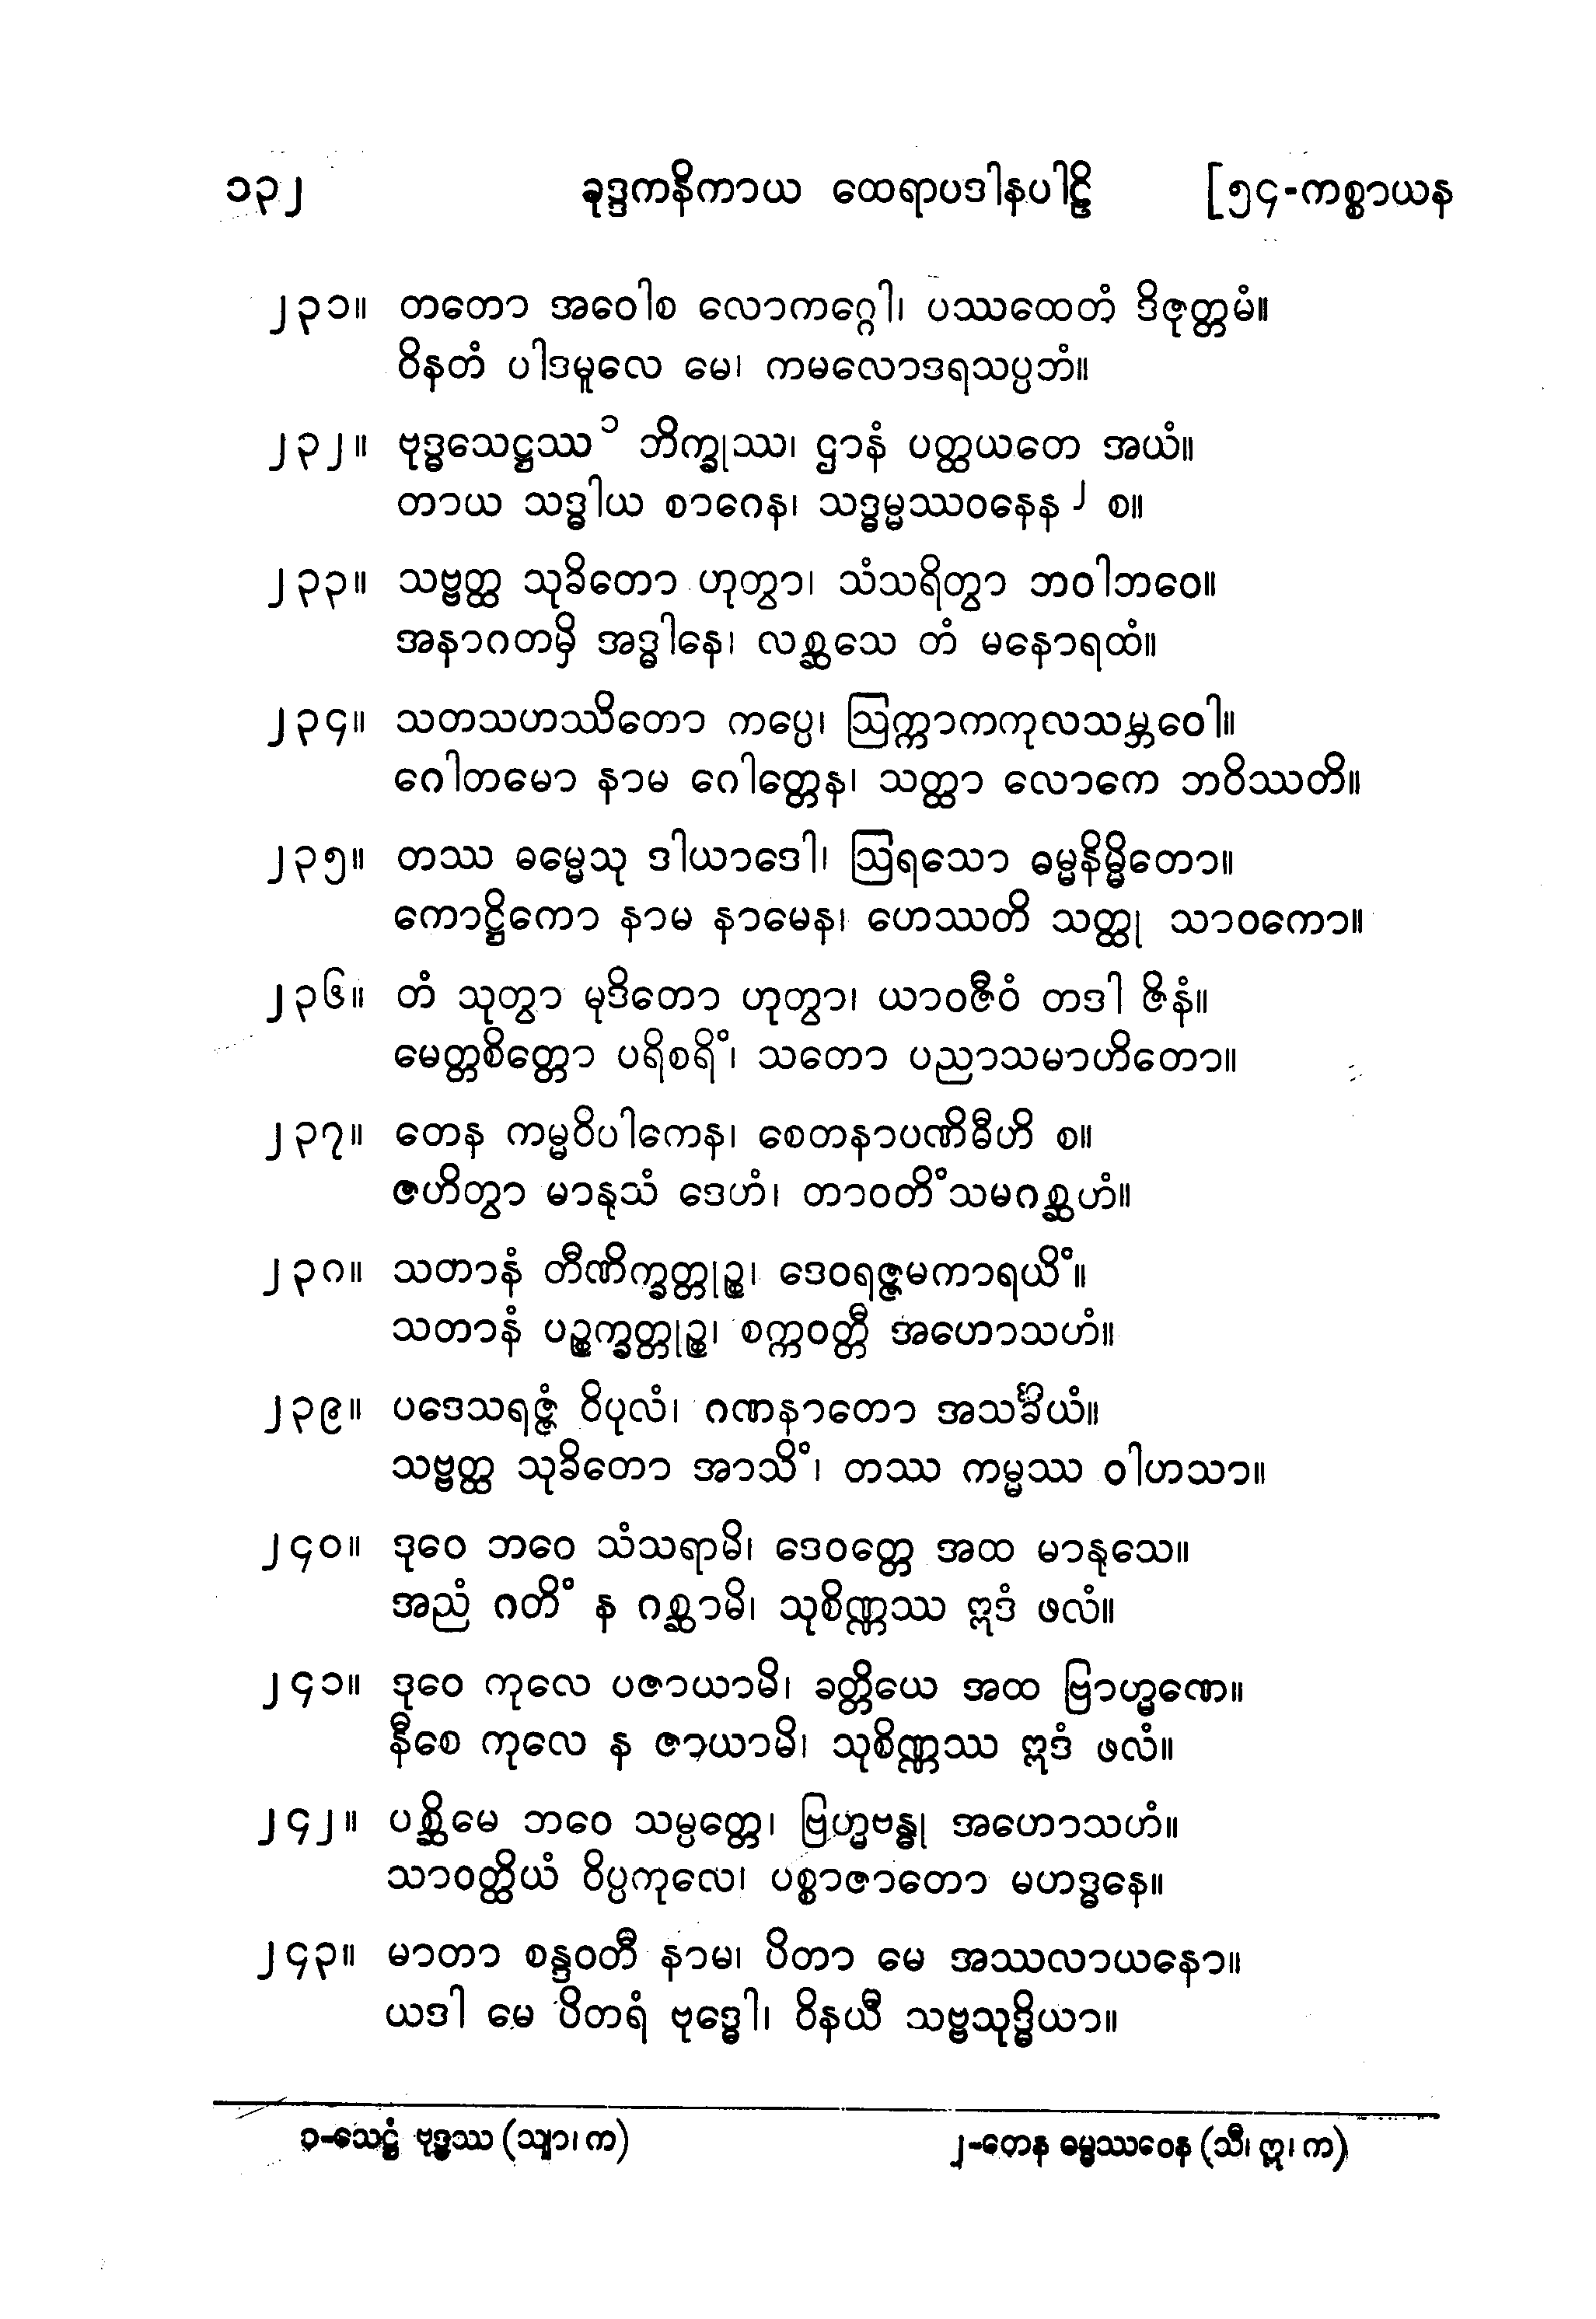 ၁၃၂ ခုဒ္ဒကနိကာယ ထေရာပဒါနပါဠိ [၅၄-ကစ္စာယန
၂၃၁။ တတော အဝေါစ လောကဂ္ဂေါ၊ ပဿထေတံ ဒိဇုတ္တမံ။
ဝိနတံ ပါဒမူလေ မေ၊ ကမလောဒရသပ္ပဘံ။
၂၃၂။ ဗုဒ္ဓသေဋ္ဌဿ ၁ ဘိက္ခုဿ၊ ဌာနံ ပတ္ထယတေ အယံ။
တာယ သဒ္ဓါယ စာဂေန၊ သဒ္ဓမ္မဿဝနေန ၂ စ။
၂၃၃။ သဗ္ဗတ္ထ သုခိတော ဟုတွာ၊ သံသရိတွာ ဘဝါဘဝေ။
အနာဂတမှိ အဒ္ဓါနေ၊ လစ္ဆသေ တံ မနောရထံ။
၂၃၄။ သတသဟဿိတော ကပ္ပေ၊ ဩက္ကာကကုလသမ္ဘဝေါ။
ဂေါတမော နာမ ဂေါတ္တေန၊ သတ္ထာ လောကေ ဘဝိဿတိ။
၂၃၅။ တဿ ဓမ္မေသု ဒါယာဒေါ၊ ဩရသော ဓမ္မနိမ္မိတော။
ကောဋ္ဌိကော နာမ နာမေန၊ ဟေဿတိ သတ္ထု သာဝကော။
၂၃၆။ တံ သုတွာ မုဒိတော ဟုတွာ၊ ယာဝဇီဝံ တဒါ ဇိနံ။
မေတ္တစိတ္တော ပရိစရိံ၊ သတော ပညာသမာဟိတော။
၂၃၇။ တေန ကမ္မဝိပါကေန၊ စေတနာပဏိဓီဟိ စ။
ဇဟိတွာ မာနုသံ ဒေဟံ၊ တာဝတိံသမဂစ္ဆဟံ။
၂၃၈။ သတာနံ တီဏိက္ခတ္တုဉ္စ၊ ဒေဝရဇ္ဇမကာရယိံ။
သတာနံ ပဉ္စက္ခတ္တုဉ္စ၊ စက္ကဝတ္တီ အဟောသဟံ။
၂၃၉။ ပဒေသရဇ္ဇံ ဝိပုလံ၊ ဂဏနာတော အသင်္ခိယံ။
သဗ္ဗတ္ထ သုခိတော အာသိံ၊ တဿ ကမ္မဿ ဝါဟသာ။
၂၄၀။ ဒုဝေ ဘဝေ သံသရာမိ၊ ဒေဝတ္တေ အထ မာနုသေ။
အညံ ဂတိံ န ဂစ္ဆာမိ၊ သုစိဏ္ဏဿ ဣဒံ ဖလံ။
၂၄၁။ ဒုဝေ ကုလေ ပဇာယာမိ၊ ခတ္တိယေ အထ ဗြာဟ္မဏေ။
နီစေ ကုလေ န ဇာယာမိ၊ သုစိဏ္ဏဿ ဣဒံ ဖလံ။
၂၄၂။ ပစ္ဆိမေ ဘဝေ သမ္ပတ္တေ၊ ဗြဟ္မဗန္ဓု အဟောသဟံ။
သာဝတ္ထိယံ ဝိပ္ပကုလေ၊ ပစ္စာဇာတော မဟဒ္ဓနေ။
၂၄၃။ မာတာ စန္ဒဝတီ နာမ၊ ပိတာ မေ အဿလာယနော။
ယဒါ မေ ပိတရံ ဗုဒ္ဓေါ၊ ဝိနယီ သဗ္ဗသုဒ္ဓိယာ။
၁-သေဋ္ဌံ ဗုဒ္ဓဿ (သျာ၊ က) ၂-တေန ဓမ္မဿဝေန (သီ၊ ဣ၊ က)